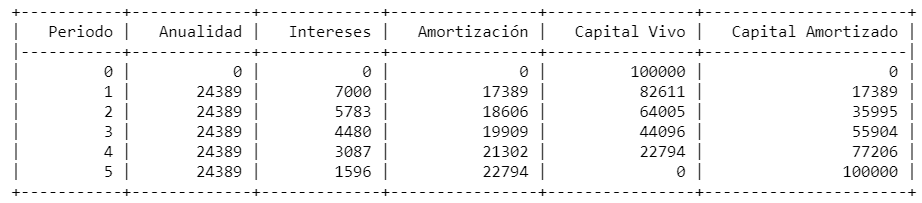 +-----------+------------+------------+---------------+---------------+--------------------+
|   Periodo |   Anualidad |   Intereses |   Amortización |   Capital Vivo |   Capital Amortizado |
|-----------+------------+------------+---------------+---------------+--------------------|
|         0 |           0 |           0 |              0 |         100000 |                    0 |
|         1 |       24389 |        7000 |          17389 |          82611 |                17389 |
|         2 |       24389 |        5783 |          18606 |          64005 |                35995 |
|         3 |       24389 |        4480 |          19909 |          44096 |                55904 |
|         4 |       24389 |        3087 |          21302 |          22794 |                77206 |
|         5 |       24389 |        1596 |          22794 |              0 |               100000 |
+-----------+------------+------------+---------------+---------------+--------------------+